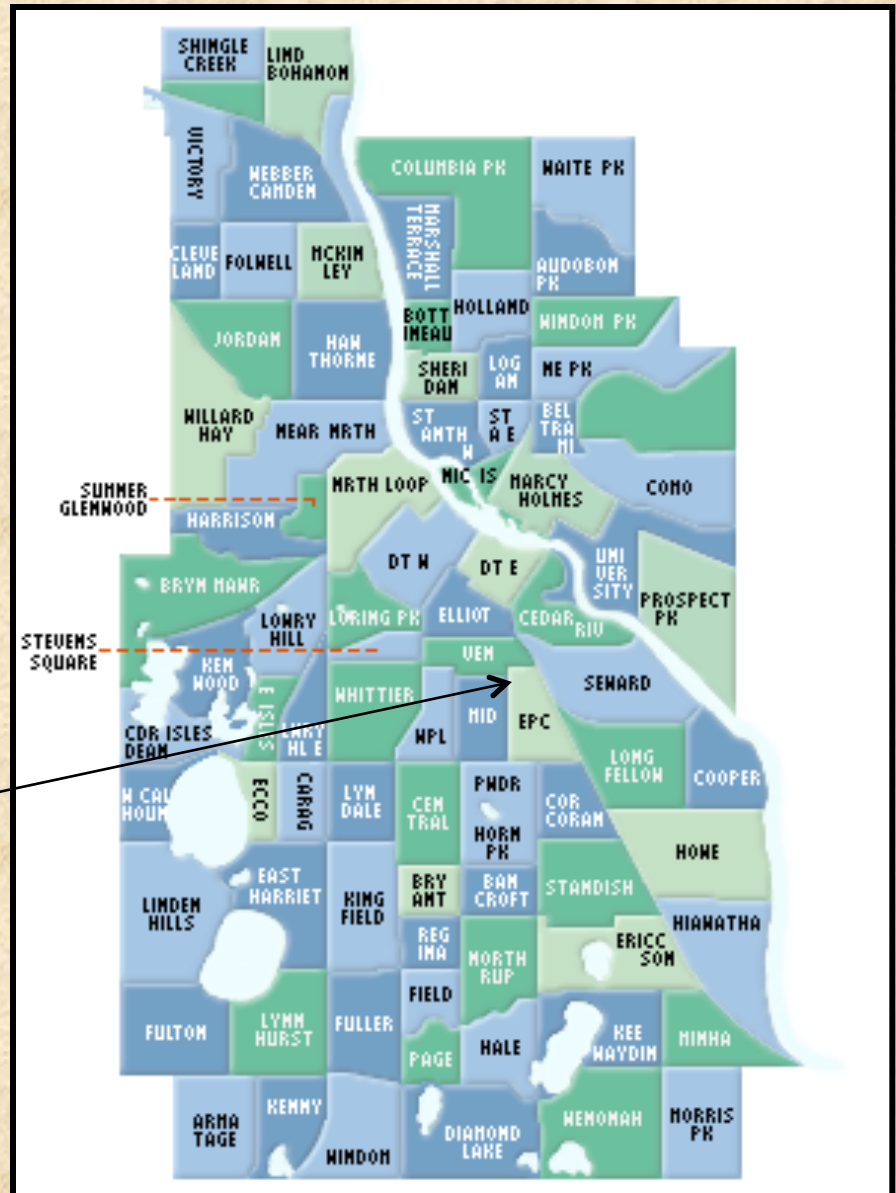 SHINGLE
CREEK
LIND
BOHANON
VICTORY
WEBBER
CAMDEN
COLUMBIA PK
WAITE PK
MARSHALL
TERRACE
CLEVE
LAND
FOLWELL
MCKIN
LEY
AUDOBON
PK
HOLLAND
BOTT
INEAU
WINDOM PK
JORDAN
HAW
THORNE
SHERI
DAN
LOG
AN
NE PK
WILLARD
HAY
NEAR NRTH
ST
ANTH
W
ST
A E
BEL
TRA
MI
SUMMER
GLENWOOD
HARRISON
NRTH LOOP
NIC IS
MARCY
HOLMES
COMO
DT W
DT E
UNI
VER
SITY
PROSPECT
PK
BRYN MAWR
LOWRY
HILL
LORING PK
ELLIOT
CEDAR RIV
STEVENS
SQUARE
KEN
WOOD
E ISLES
LWRY
HL E
WHITTIER
VEN
SEWARD
CDR ISLES
DEAN
WPL
MID
EPC
LONG
FELLOW
COOPER
W CAL
HOUN
ECCO
CARAG
LYN
DALE
CEN
TRAL
PWDR
HORN
PK
COR
CORAN
HOWE
LINDEN
HILLS
EAST
HARRIET
KING
FIELD
BRY
ANT
BAN
CROFT
STANDISH
HIAWATHA
REG
INA
NORTH
RUP
ERICC
SON
FULTON
LYNN
HURST
FULLER
FIELD
PAGE
HALE
KEE
WAYDIN
MINHA
ARMA
TAGE
KENNY
WINDOM
DIAMOND
LAKE
WENONAH
MORRIS
PK